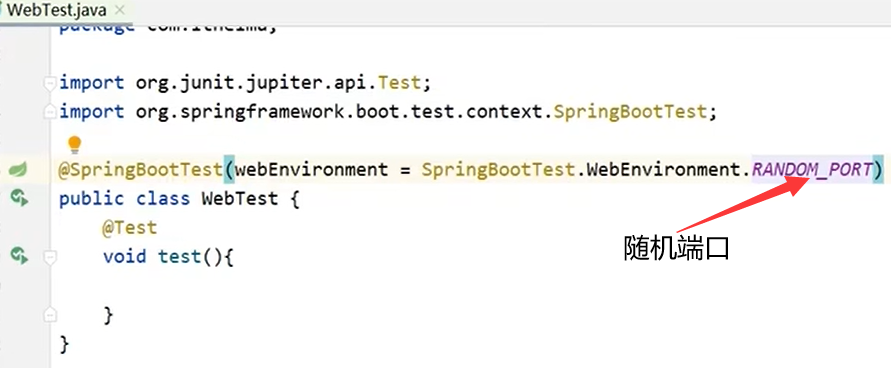 WebTest.java
package com.itheima;
import org.junit.jupiter.api.Test;
import org.springframework.boot.test.context.SpringBootTest;
@SpringBootTest(webEnvironment = SpringBootTest.WebEnvironment.RANDOM_PORT)
public class WebTest {
@Test
void test(){
随机端口
}
}